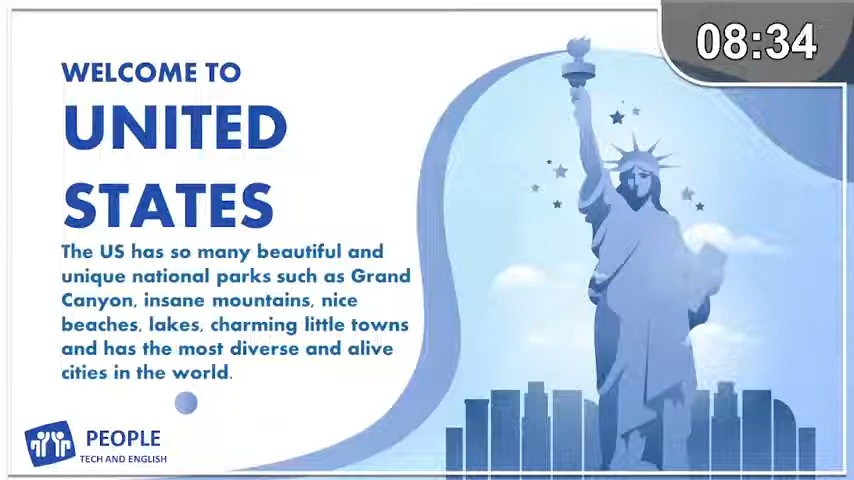 08:34
WELCOME TO
UNITED
STATES
The US has so many beautiful and
unique national parks such as Grand
Canyon, insane mountains, nice
beaches, lakes, charming little towns
and has the most diverse and alive
cities in the world.
PEOPLE
TECH AND ENGLISH